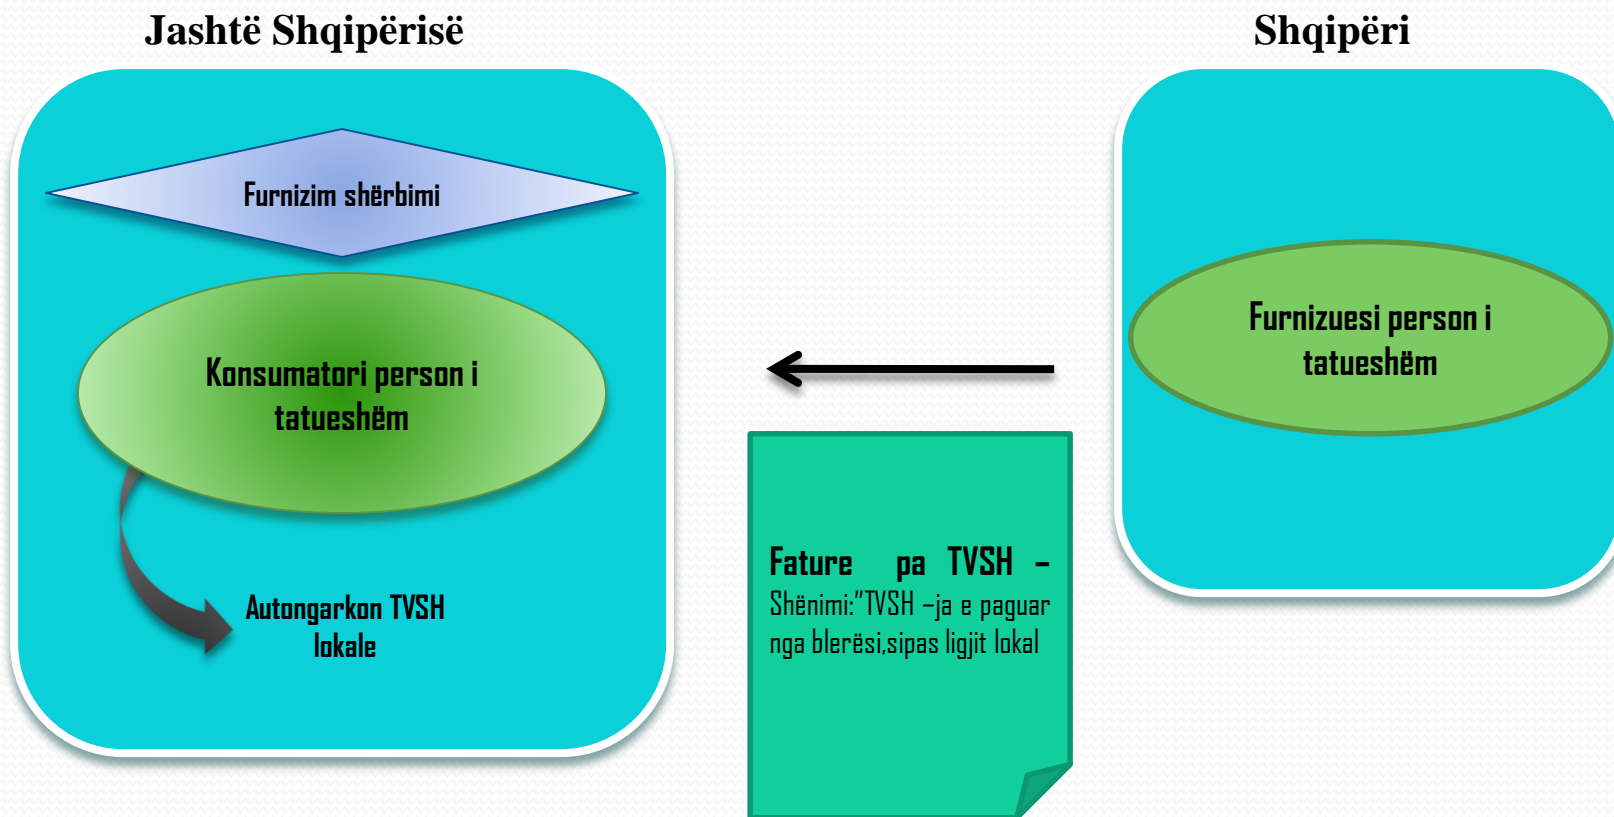 Jashtë Shqipërisë
Shqipëri
Furnizim shërbimi
Konsumatori person i
tatueshëm
Autongarkon TVSH
lokale
Fature pa TVSH –
Shënimi:"TVSH –ja e paguar
nga blerësi,sipas ligjit lokal
Furnizuesi person i
tatueshëm